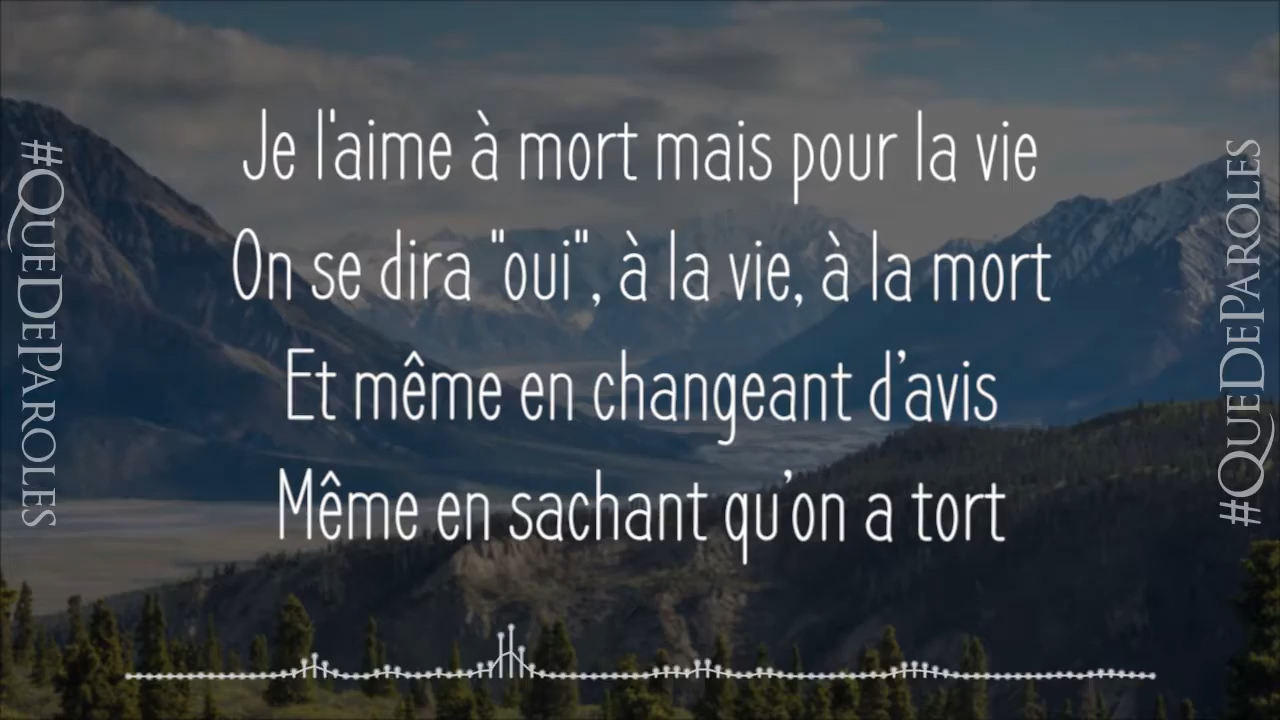 Je l'aime à mort mais pour la vie
On se dira "oui", à la vie, à la mort
Et même en changeant d’avis
Même en sachant qu’on a tort
#QUEDEPAROLES
#QUEDEPAROLES